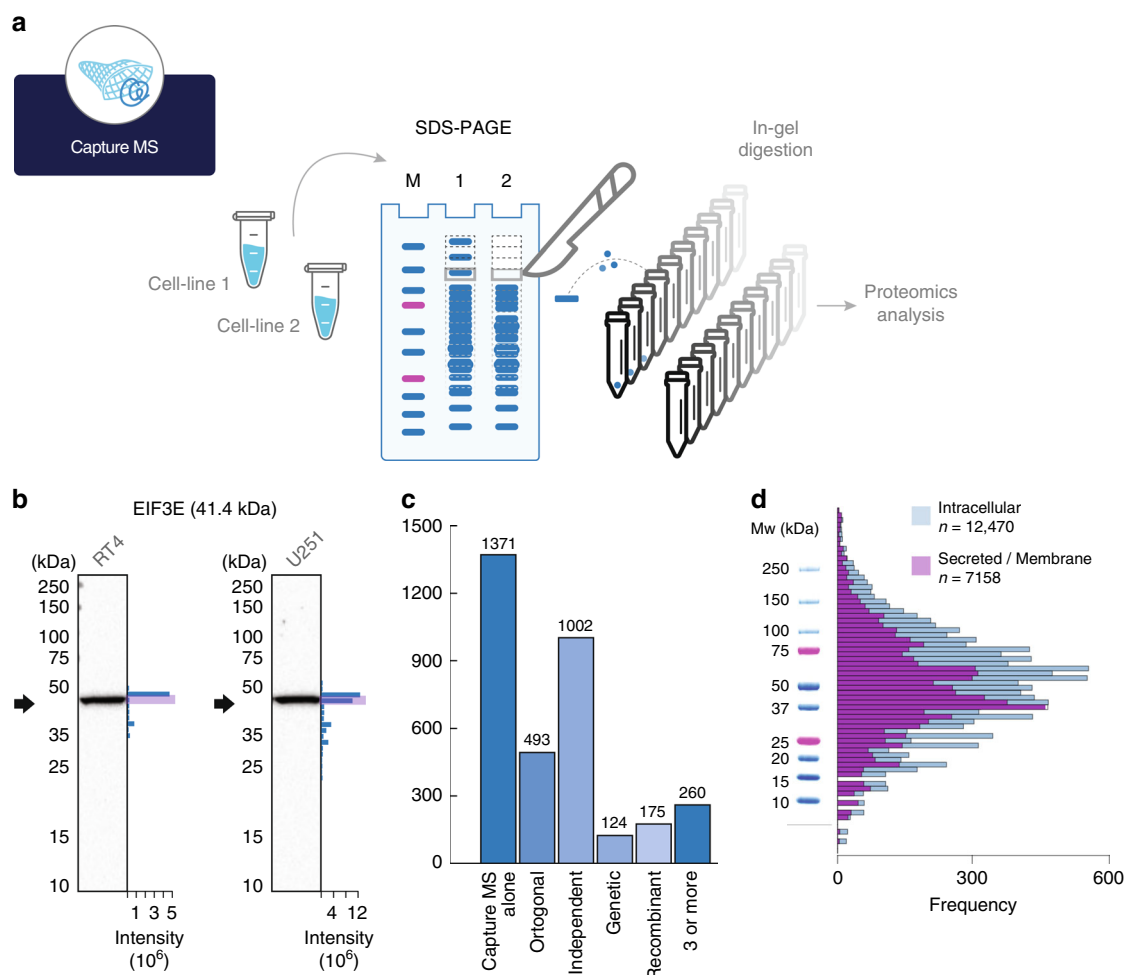 a
Capture MS
SDS-PAGE
In-gel
digestion
M 1 2
Cell-line 1
Cell-line 2
Proteomics
analysis
b
EIF3E (41.4 kDa)
(kDa) RT4
250
150
100
75
50
35
25
15
10
1 3 5
Intensity
(10⁶)
(kDa) U251
250
150
100
75
50
35
25
15
10
4 12
Intensity
(10⁶)
c
1500
1200
900
600
300
0
1371
493
1002
124
175
260
Capture MS
alone
Ortogonal
Independent
Genetic
Recombinant
3 or more
d
Mw (kDa)
Intracellular
n = 12,470
Secreted / Membrane
n = 7158
250
150
100
75
50
37
25
20
15
10
0 300 600
Frequency